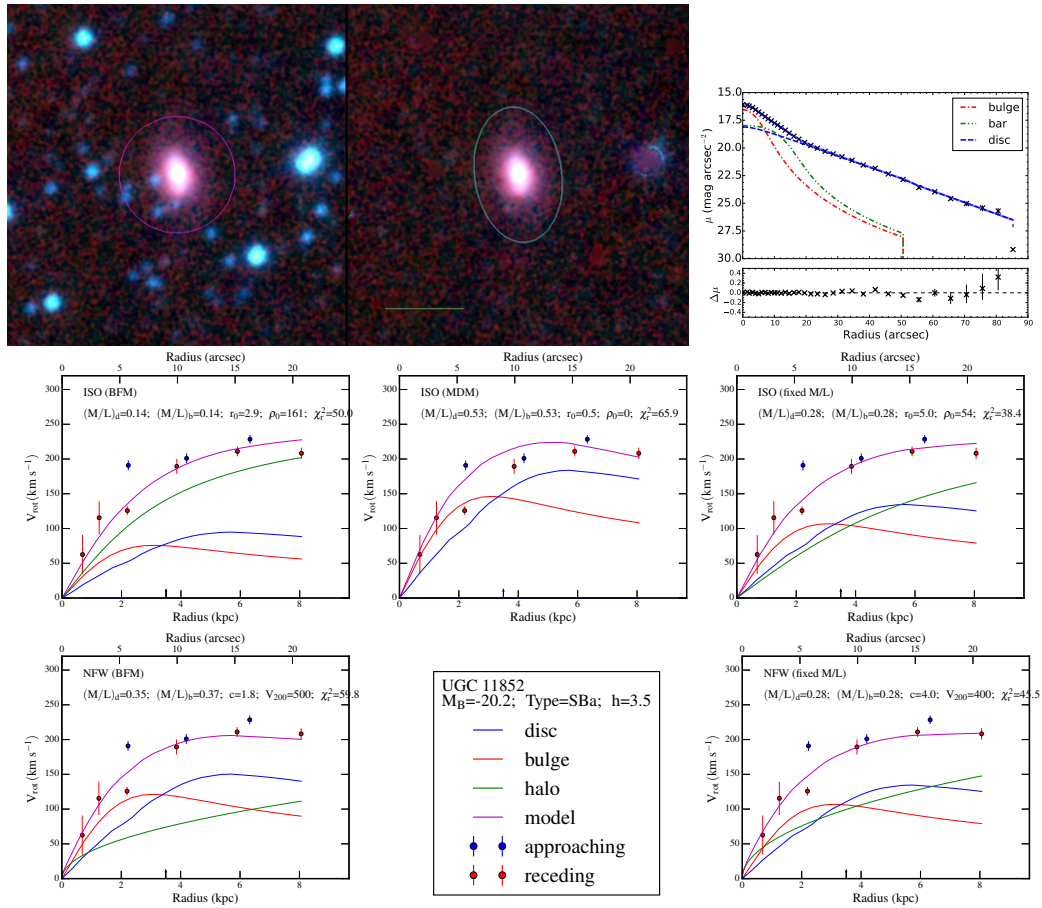 15.0
17.5
20.0
22.5
25.0
27.5
30.0
μ (mag arcsec⁻²)
bulge
bar
disc
0.4
0.2
0.0
−0.2
−0.4
Δμ
0 10 20 30 40 50 60 70 80 90
Radius (arcsec)
Radius (arcsec)
0 5 10 15 20
ISO (BFM)
(M/L)d=0.14; (M/L)b=0.14; r0=2.9; ρ0=161; χr²=50.0
300
250
200
150
100
50
0
Vrot (km s⁻¹)
0 2 4 6 8
Radius (kpc)
Radius (arcsec)
0 5 10 15 20
ISO (MDM)
(M/L)d=0.53; (M/L)b=0.53; r0=0.5; ρ0=0; χr²=65.9
300
250
200
150
100
50
0
Vrot (km s⁻¹)
0 2 4 6 8
Radius (kpc)
Radius (arcsec)
0 5 10 15 20
ISO (fixed M/L)
(M/L)d=0.28; (M/L)b=0.28; r0=5.0; ρ0=54; χr²=38.4
300
250
200
150
100
50
0
Vrot (km s⁻¹)
0 2 4 6 8
Radius (kpc)
Radius (arcsec)
0 5 10 15 20
NFW (BFM)
(M/L)d=0.35; (M/L)b=0.37; c=1.8; V200=500; χr²=59.8
300
250
200
150
100
50
0
Vrot (km s⁻¹)
0 2 4 6 8
Radius (kpc)
UGC 11852
MB=-20.2; Type=SBa; h=3.5
disc
bulge
halo
model
approaching
receding
Radius (arcsec)
0 5 10 15 20
NFW (fixed M/L)
(M/L)d=0.28; (M/L)b=0.28; c=4.0; V200=400; χr²=45.5
300
250
200
150
100
50
0
Vrot (km s⁻¹)
0 2 4 6 8
Radius (kpc)